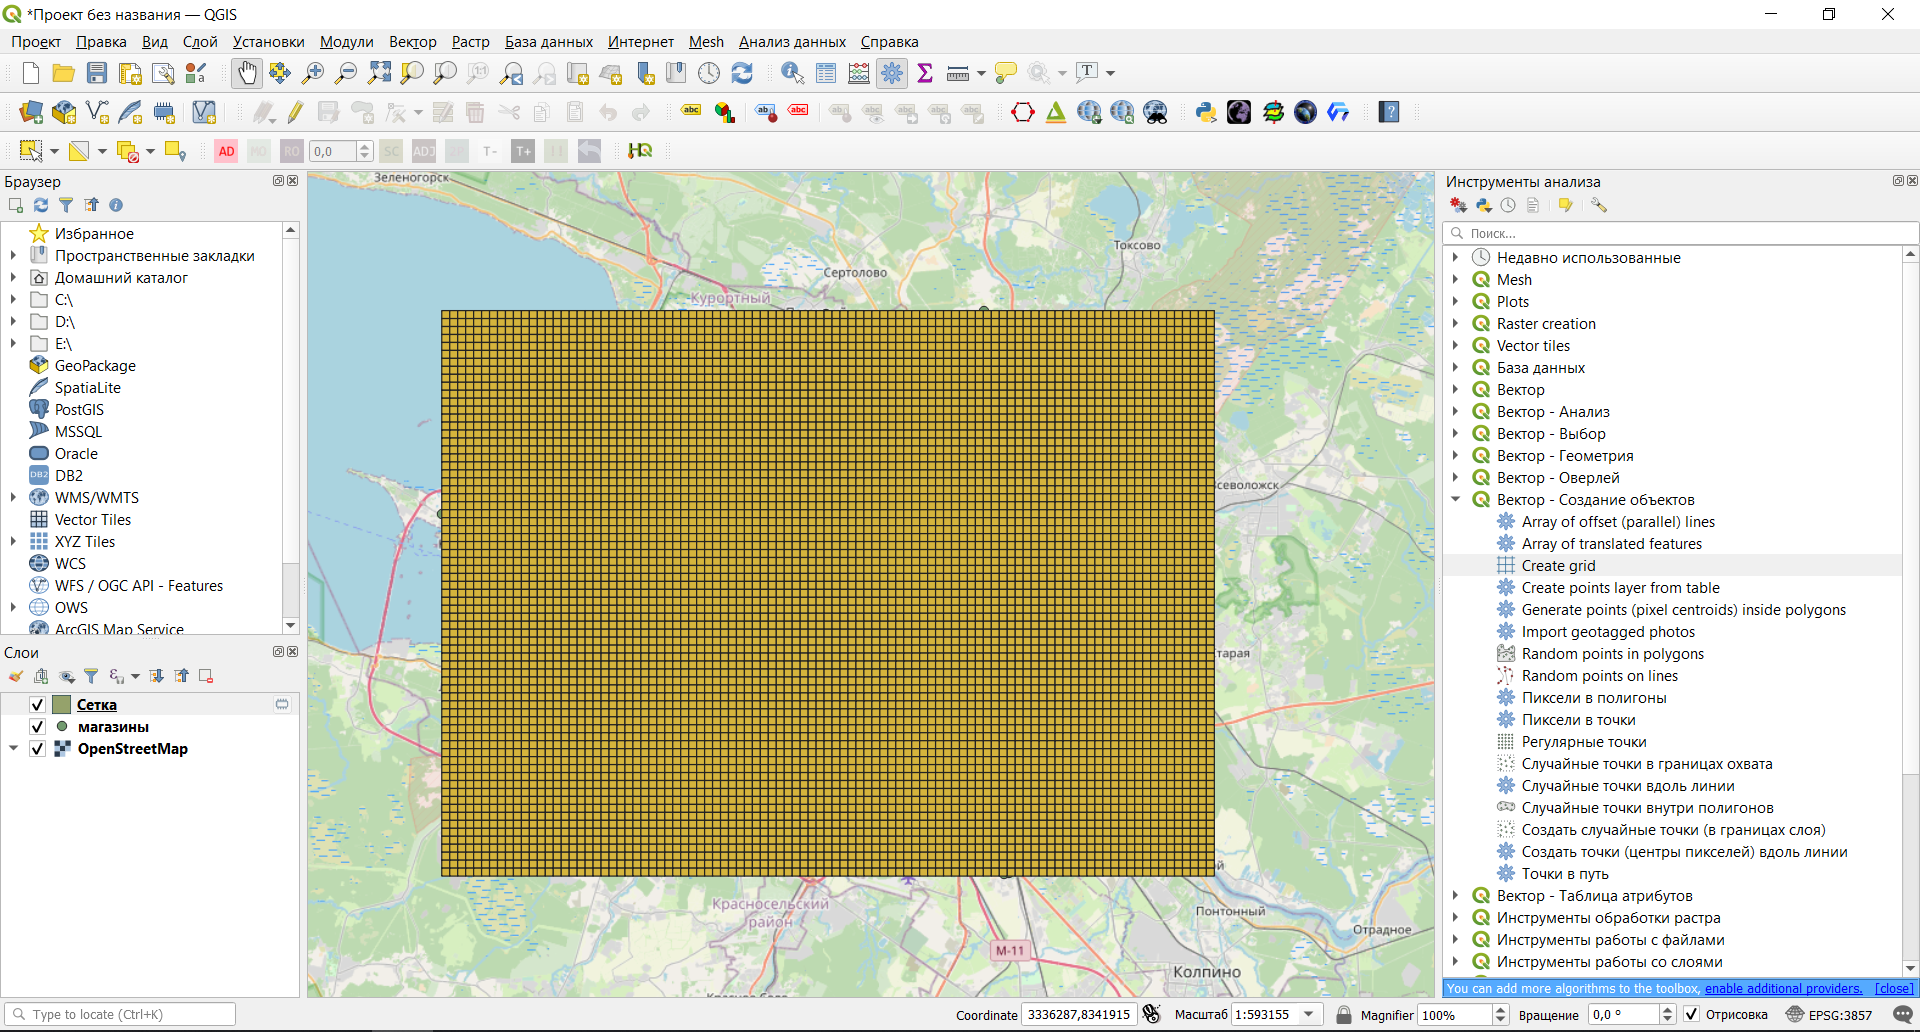 *Проект без названия — QGIS
Проект Правка Вид Слой Установки Модули Вектор Растр База данных Интернет Mesh Анализ данных Справка
AD MO RO 0,0 SC ADJ T- T+ HQ
Браузер
Избранное
Пространственные закладки
Домашний каталог
C:\
D:\
E:\
GeoPackage
SpatiaLite
PostGIS
MSSQL
Oracle
DB2
WMS/WMTS
Vector Tiles
XYZ Tiles
WCS
WFS / OGC API - Features
OWS
ArcGIS Map Service
Слои
Сетка
магазины
OpenStreetMap
Зеленогорск
Токсово
Сертолово
Курортный
севоложск
тарая
ой
Красносельский
район
Понтонный
Отрадное
М-11
Колпино
Инструменты анализа
Поиск...
Недавно использованные
Mesh
Plots
Raster creation
Vector tiles
База данных
Вектор
Вектор - Анализ
Вектор - Выбор
Вектор - Геометрия
Вектор - Оверлей
Вектор - Создание объектов
Array of offset (parallel) lines
Array of translated features
Create grid
Create points layer from table
Generate points (pixel centroids) inside polygons
Import geotagged photos
Random points in polygons
Random points on lines
Пиксели в полигоны
Пиксели в точки
Регулярные точки
Случайные точки в границах охвата
Случайные точки вдоль линии
Случайные точки внутри полигонов
Создать случайные точки (в границах слоя)
Создать точки (центры пикселей) вдоль линии
Точки в путь
Вектор - Таблица атрибутов
Инструменты обработки растра
Инструменты работы с файлами
Инструменты работы со слоями
You can add more algorithms to the toolbox, enable additional providers. [close]
Type to locate (Ctrl+K) Coordinate 3336287,8341915 Масштаб 1:593155 Magnifier 100% Вращение 0,0 ° Отрисовка EPSG:3857